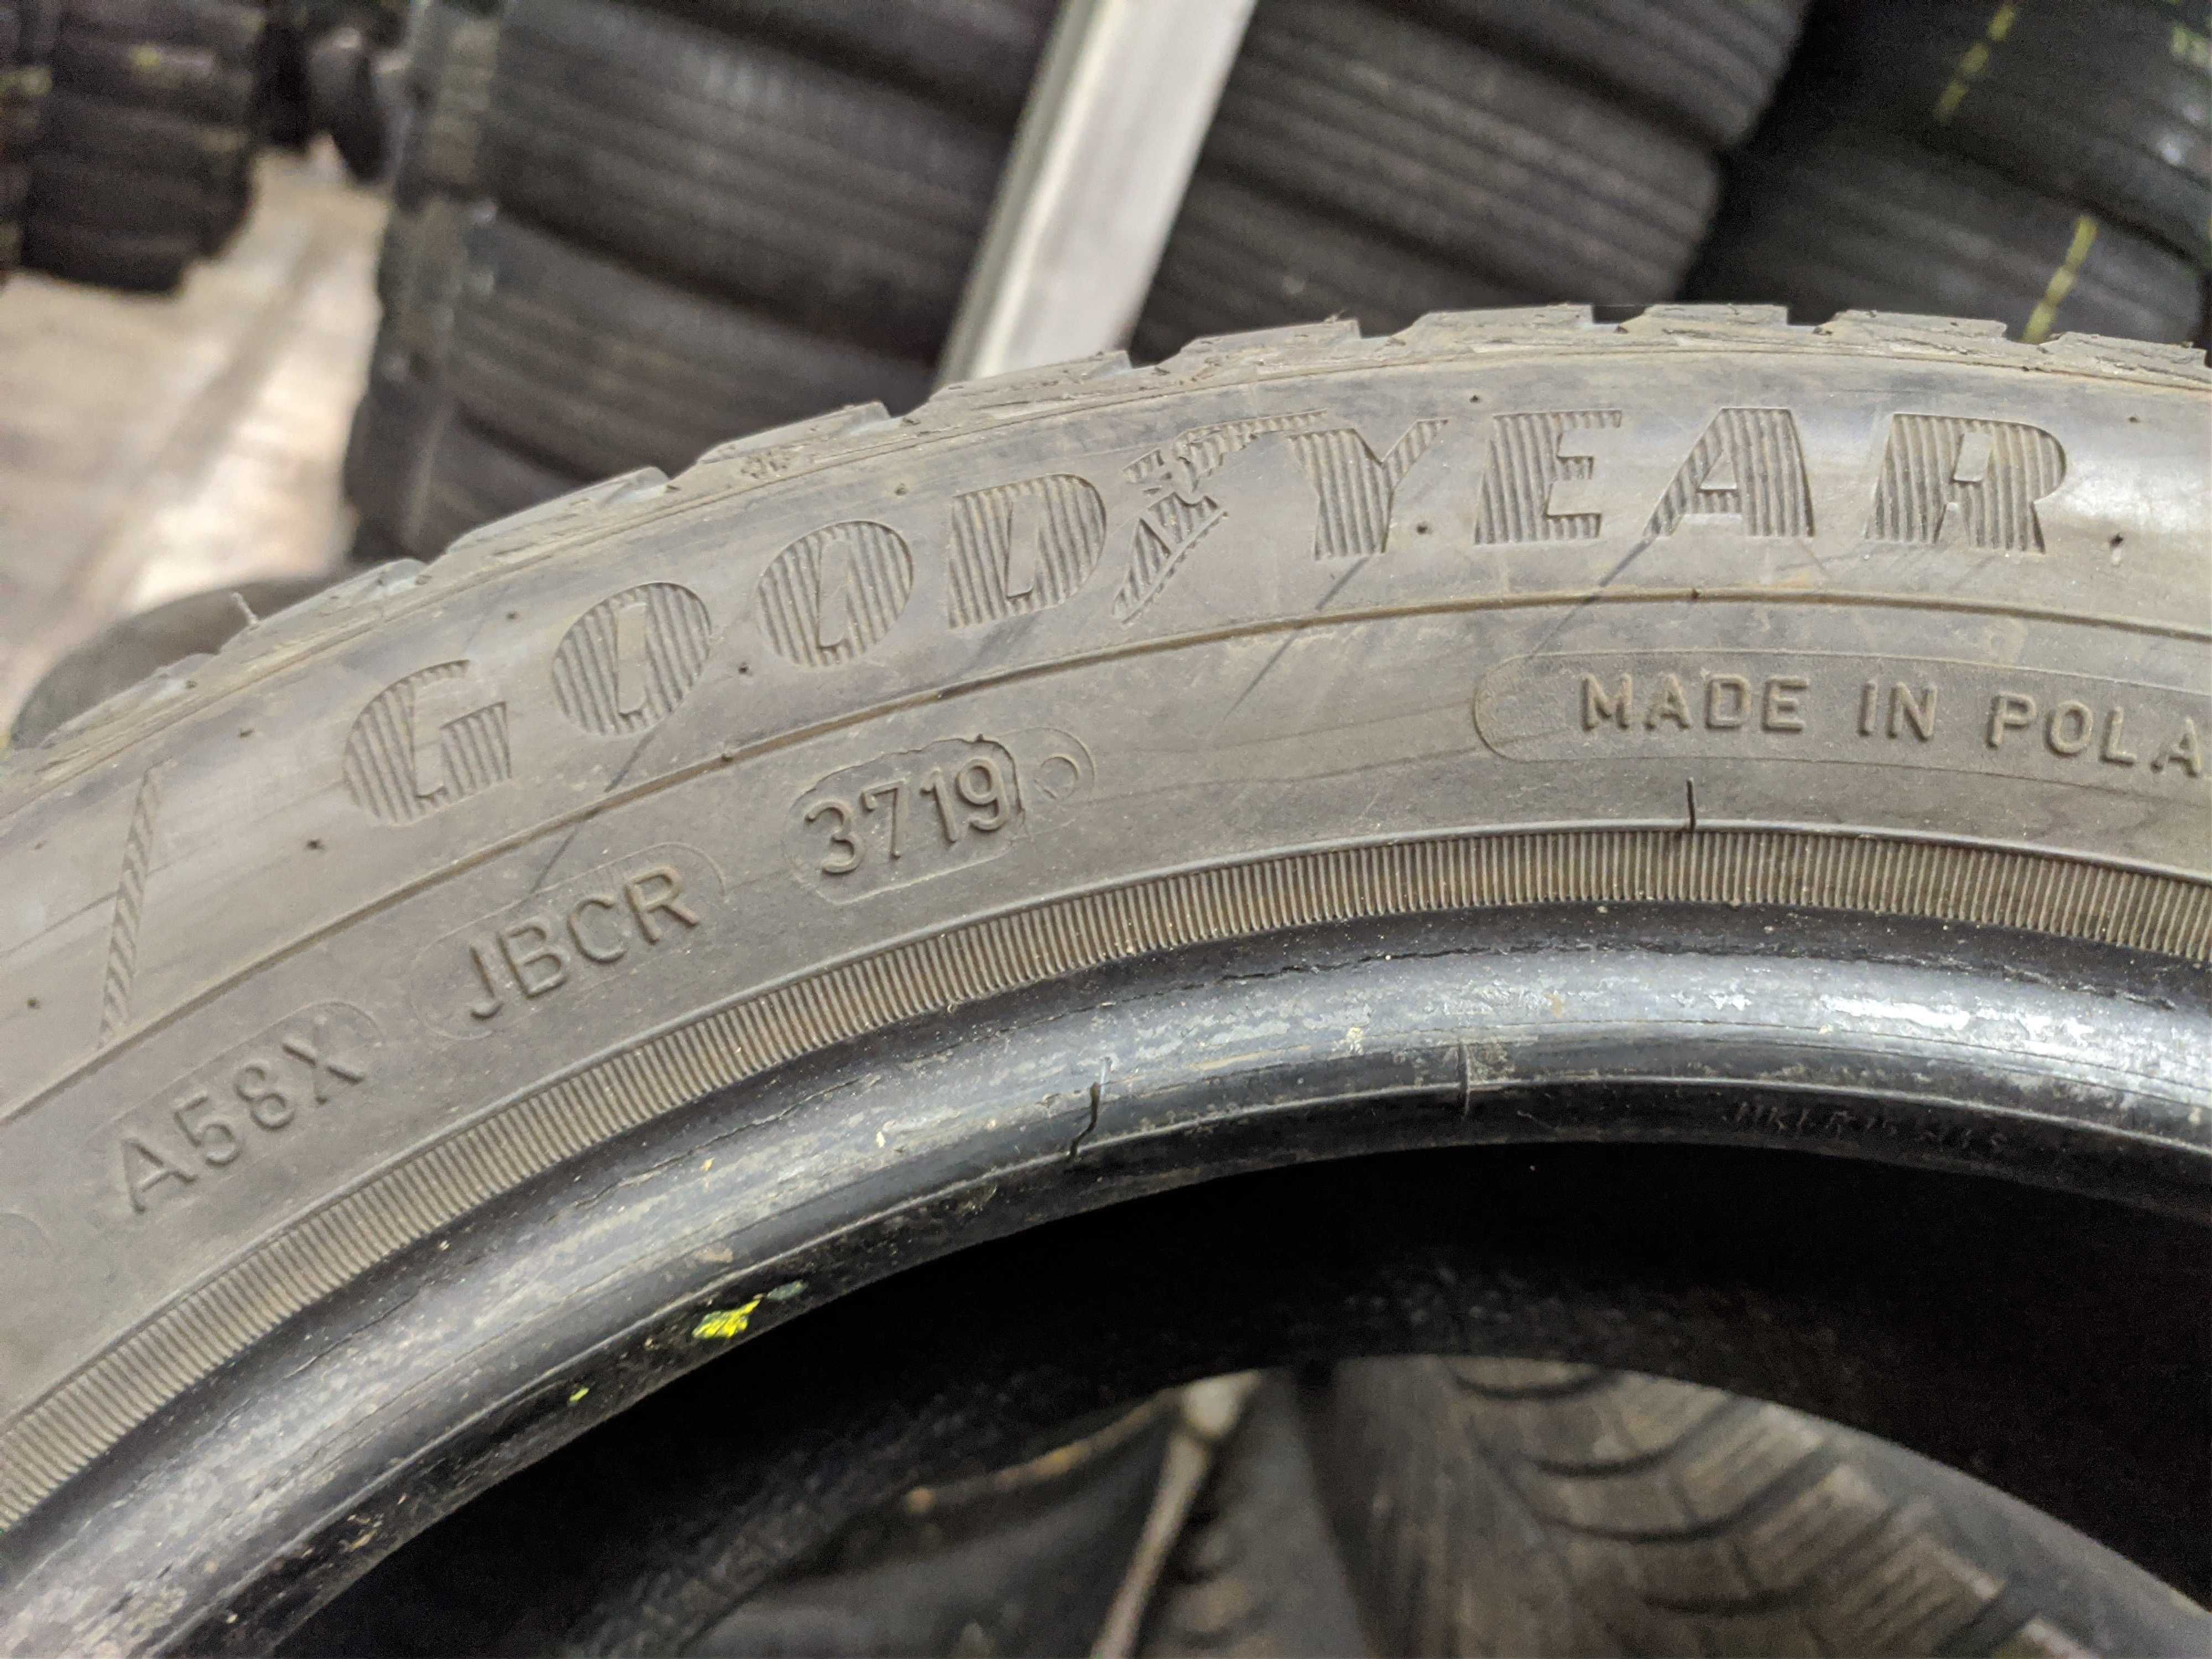 GOODYEAR
MADE IN POLA
A58X JBCR 3719